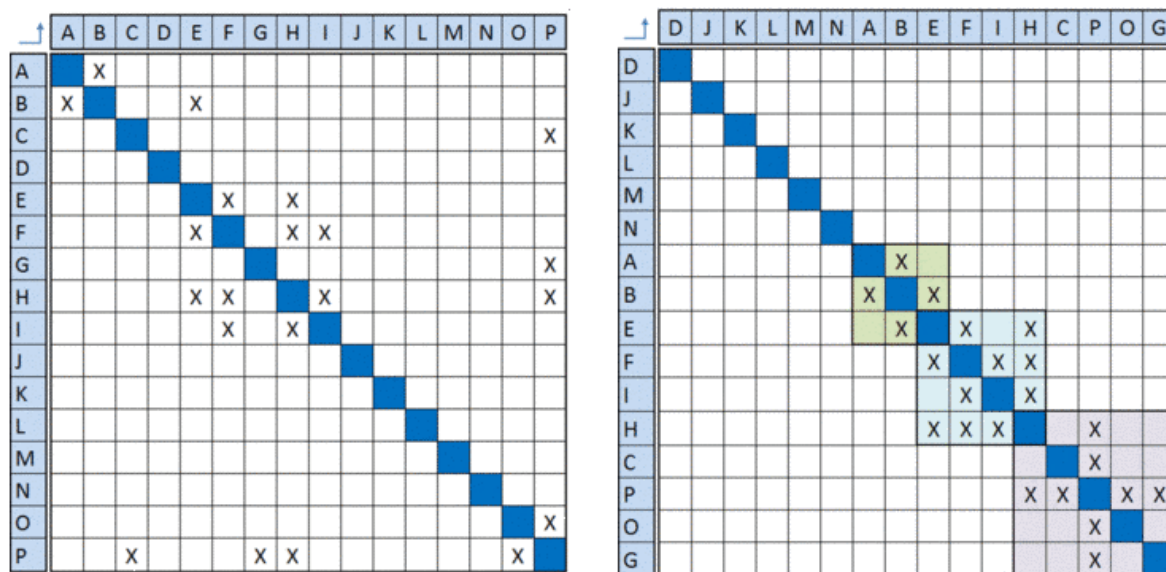 A B C D E F G H I J K L M N O P
A X
B X X
C X
D
E X X
F X X X
G X
H X X X X
I X X
J
K
L
M
N
O X
P X X X X
D J K L M N A B E F I H C P O G
D
J
K
L
M
N
A X
B X X
E X X X
F X X X
I X X
H X X X X
C X
P X X X X
O X
G X